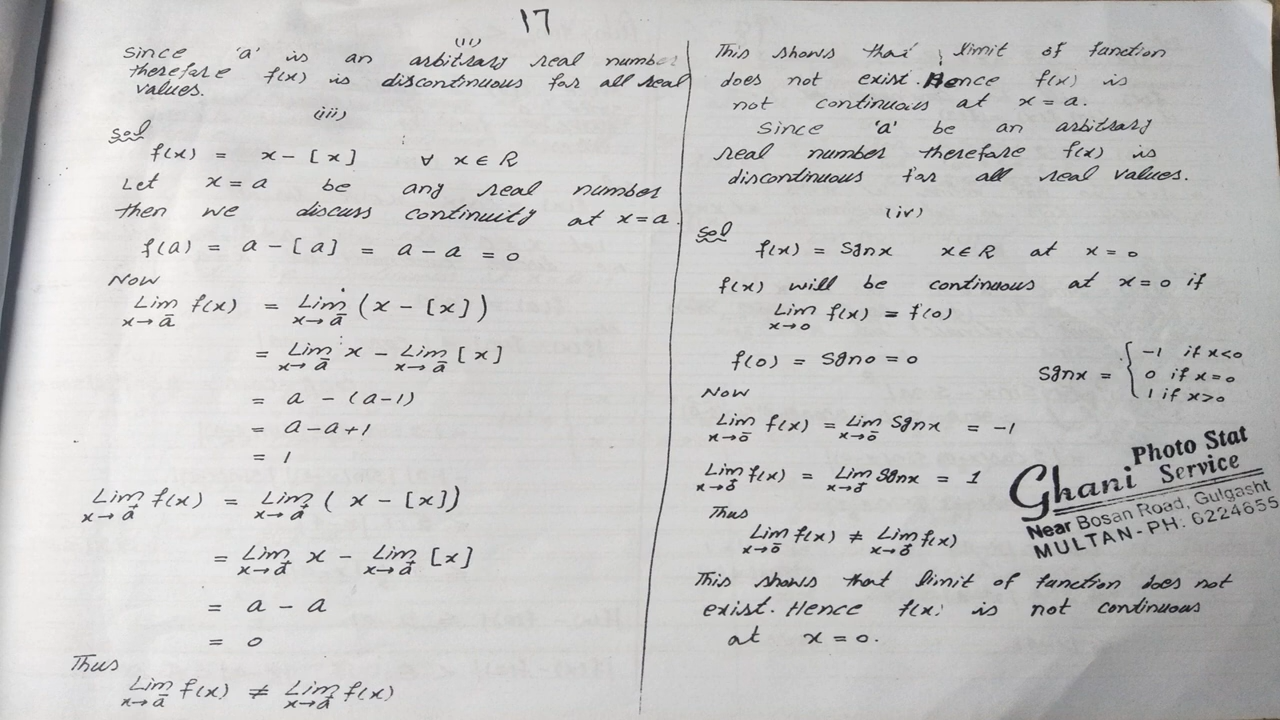 17
(ii)
Since 'a' is an arbitrary real number
therefore f(x) is discontinuous for all real
values.
(iii)
Sol
f(x) = x - [x] ∀ x ∈ R
Let x = a be any real number
then we discuss continuity at x = a.
f(a) = a - [a] = a - a = 0
Now
Lim x→a⁻ f(x) = Lim x→a⁻ (x - [x])
= Lim x→a⁻ x - Lim x→a⁻ [x]
= a - (a-1)
= a - a + 1
= 1
Lim x→a⁺ f(x) = Lim x→a⁺ (x - [x])
= Lim x→a⁺ x - Lim x→a⁺ [x]
= a - a
= 0
Thus
Lim x→a⁻ f(x) ≠ Lim x→a⁺ f(x)
This shows that limit of function
does not exist. Hence f(x) is
not continuous at x = a.
Since 'a' be an arbitrary
real number therefore f(x) is
discontinuous for all real values.
(iv)
Sol
f(x) = Sgnx x ∈ R at x = 0
f(x) will be continuous at x = 0 if
Lim x→0 f(x) = f(0)
f(0) = Sgn0 = 0
Sgnx = { -1 if x<0
0 if x=0
1 if x>0
Now
Lim x→0⁻ f(x) = Lim x→0⁻ Sgnx = -1
Lim x→0⁺ f(x) = Lim x→0⁺ Sgnx = 1
Thus
Lim x→0⁻ f(x) ≠ Lim x→0⁺ f(x)
This shows that limit of function does not
exist. Hence f(x) is not continuous
at x = 0.
Ghani Photo Stat
Service
Near Bosan Road, Gulgasht
MULTAN-PH: 6224655